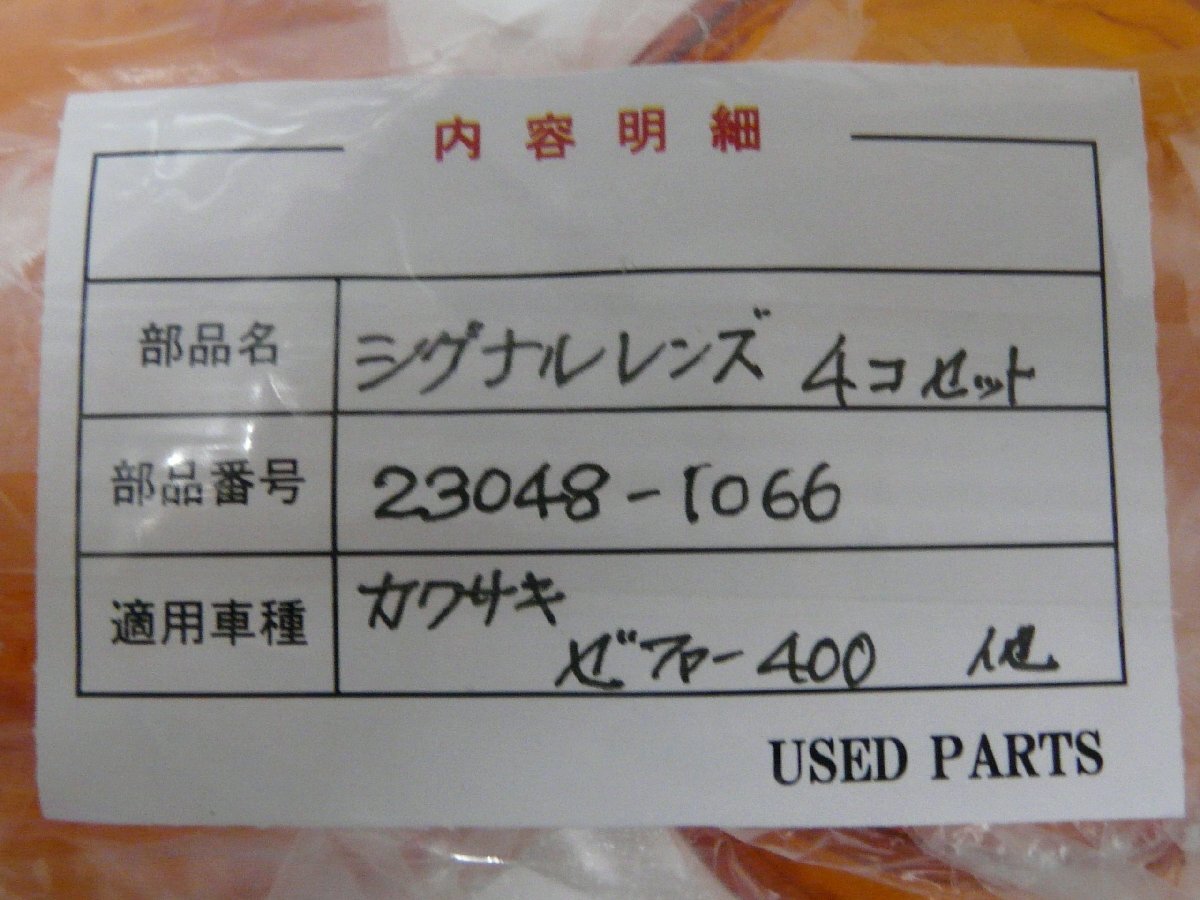 内容明細
部品名 シグナルレンズ 4コセット
部品番号 23048-1066
適用車種 カワサキ
ゼファー400 他
USED PARTS